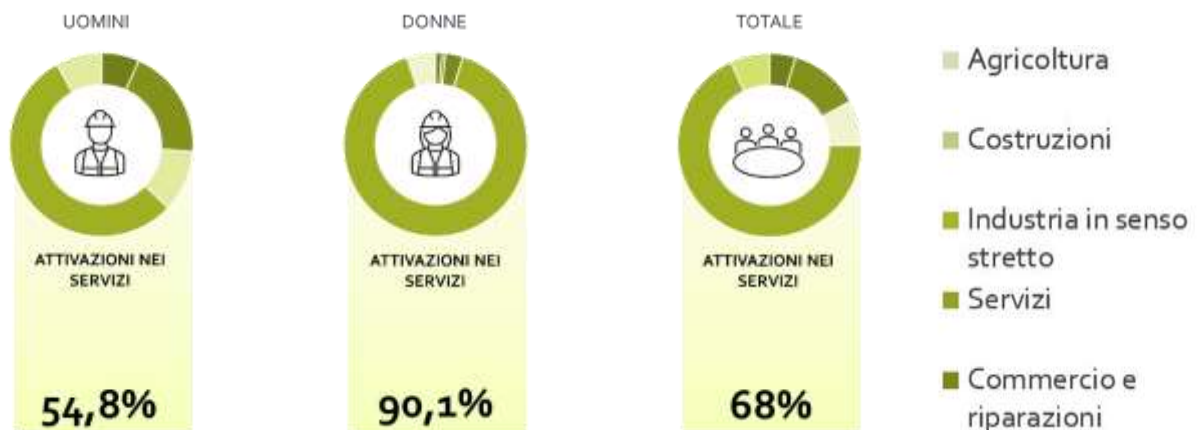 UOMINI
DONNE
TOTALE
ATTIVAZIONI NEI
SERVIZI
54,8%
ATTIVAZIONI NEI
SERVIZI
90,1%
ATTIVAZIONI NEI
SERVIZI
68%
Agricoltura
Costruzioni
Industria in senso
stretto
Servizi
Commercio e
riparazioni